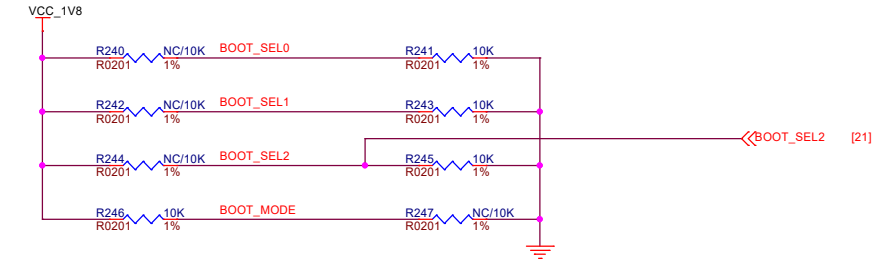 VCC_1V8
R240 NC/10K BOOT_SEL0 R241 10K
R0201 1% R0201 1%
R242 NC/10K BOOT_SEL1 R243 10K
R0201 1% R0201 1%
BOOT_SEL2 [21]
R244 NC/10K BOOT_SEL2 R245 10K
R0201 1% R0201 1%
R246 10K BOOT_MODE R247 NC/10K
R0201 1% R0201 1%